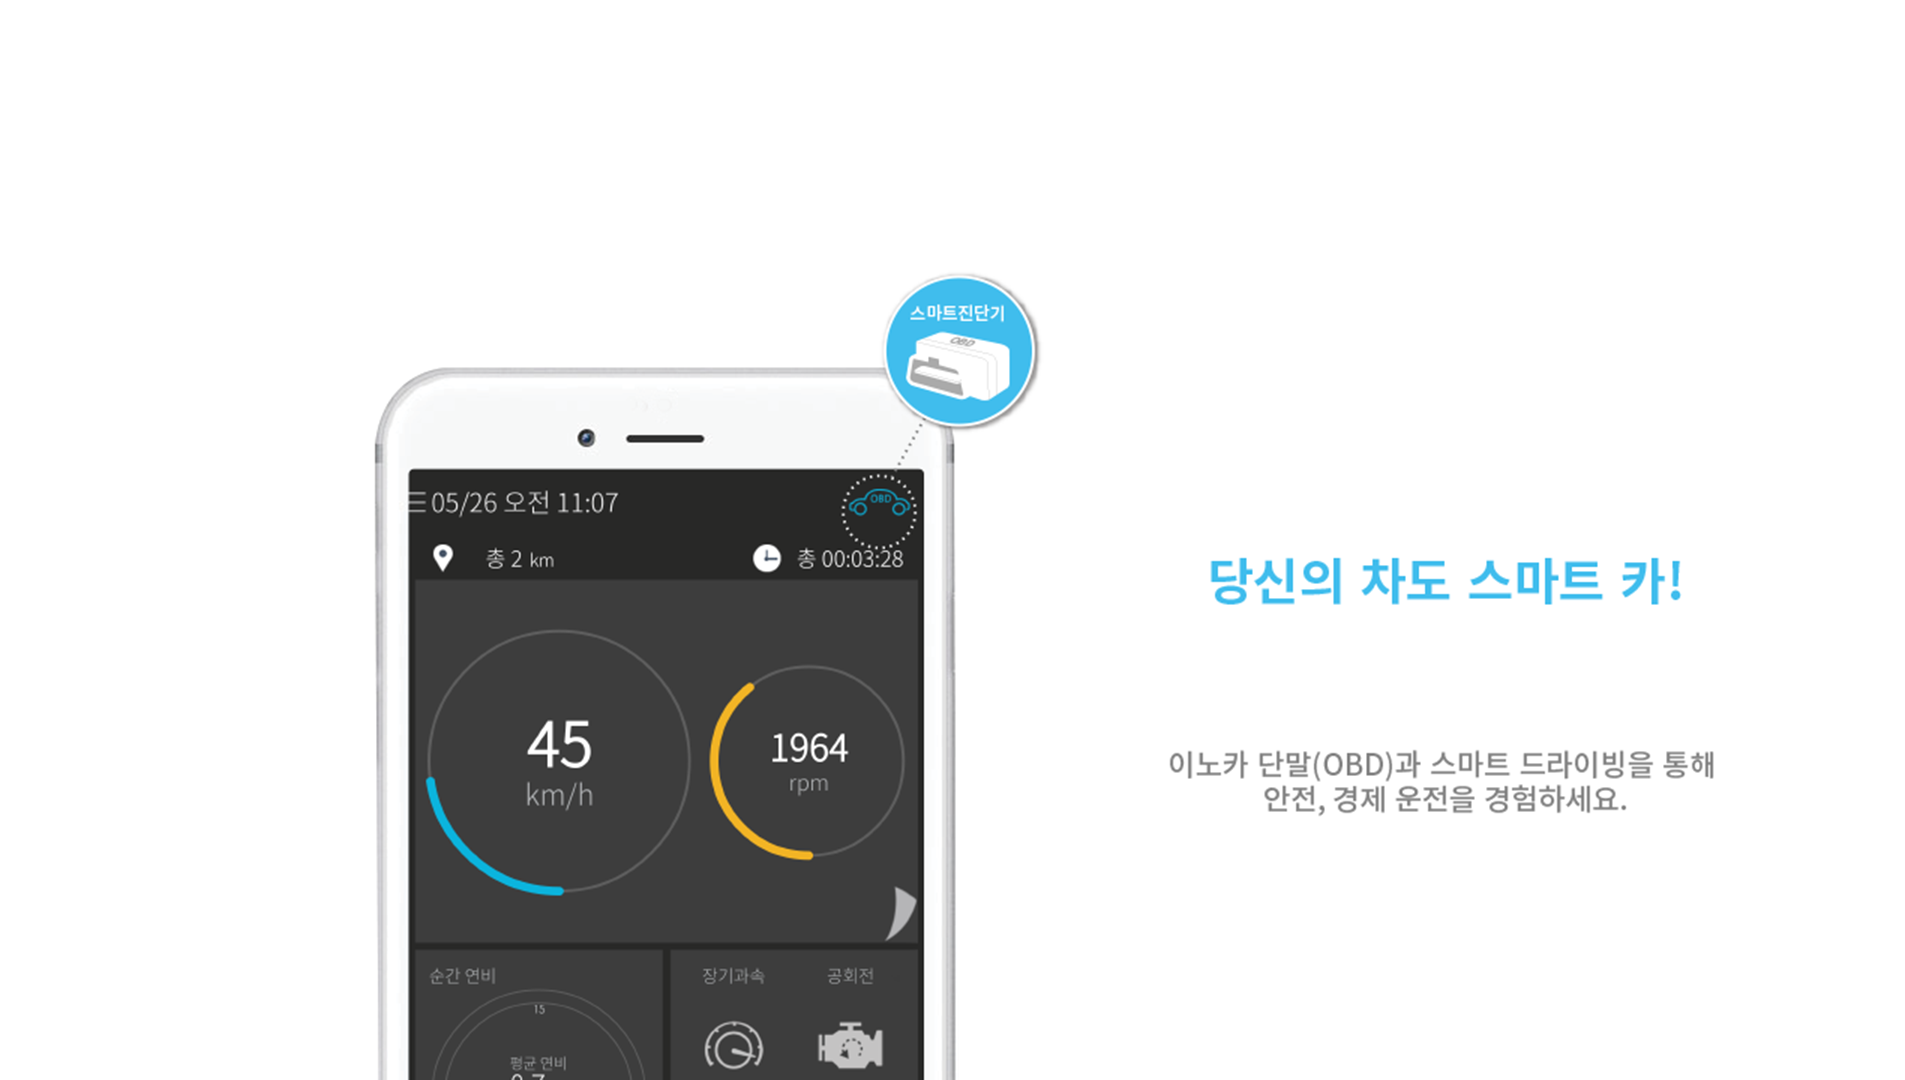 스마트진단기
OBD
05/26 오전 11:07
OBD
총 2 km
총 00:03:28
45
km/h
1964
rpm
당신의 차도 스마트 카!
이노카 단말(OBD)과 스마트 드라이빙을 통해
안전, 경제 운전을 경험하세요.
순간 연비
장기과속
공회전
15
평균 연비